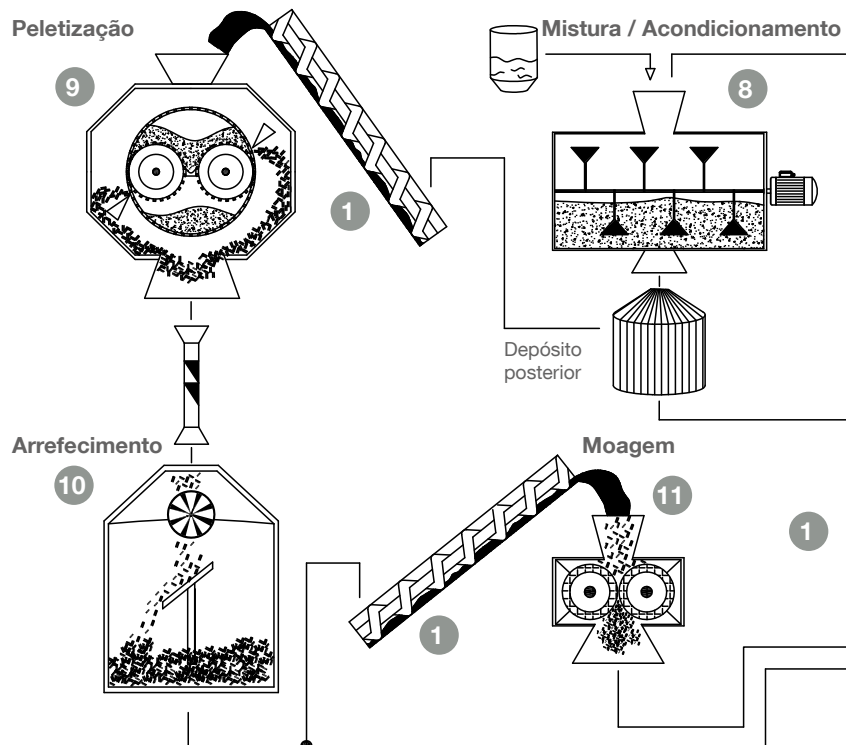 Peletização
9
1
Mistura / Acondicionamento
8
Depósito
posterior
Arrefecimento
10
1
Moagem
11
1